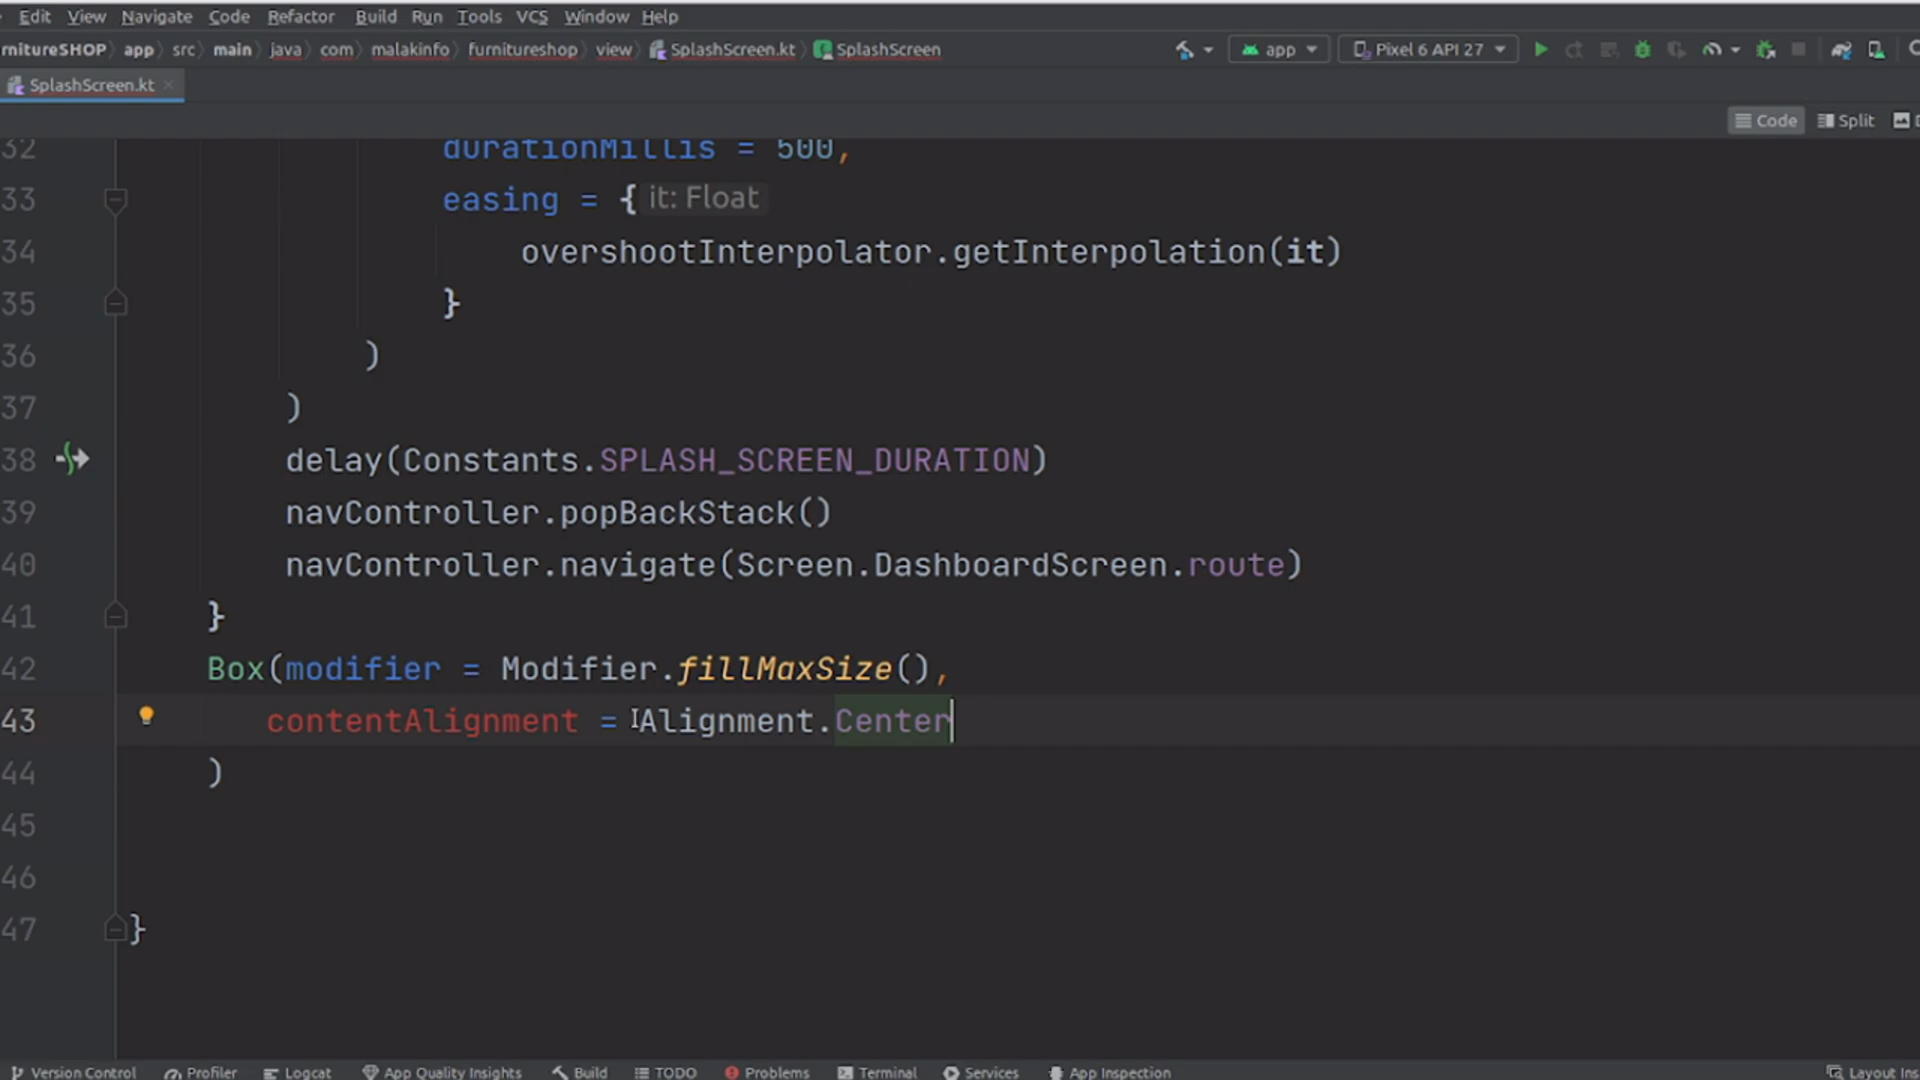 Edit View Navigate Code Refactor Build Run Tools VCS Window Help
rnitureSHOP app src main java com malakinfo furnitureshop view SplashScreen.kt SplashScreen app Pixel 6 API 27
SplashScreen.kt
Code Split
32 durationMillis = 500,
33 easing = { it: Float
34 overshootInterpolator.getInterpolation(it)
35 }
36 )
37 )
38 delay(Constants.SPLASH_SCREEN_DURATION)
39 navController.popBackStack()
40 navController.navigate(Screen.DashboardScreen.route)
41 }
42 Box(modifier = Modifier.fillMaxSize(),
43 contentAlignment = Alignment.Center
44 )
45
46
47 }
Version Control Profiler Logcat App Quality Insights Build TODO Problems Terminal Services App Inspection Layout Ins